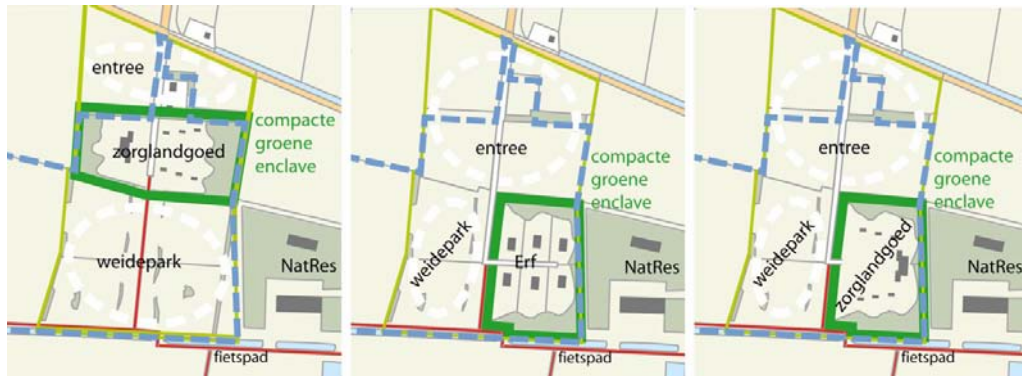 entree
compacte
groene
enclave
zorglandgoed
weidepark
NatRes
fietspad
entree
compacte
groene
enclave
weidepark
Erf
NatRes
fietspad
entree
compacte
groene
enclave
weidepark
zorglandgoed
NatRes
fietspad